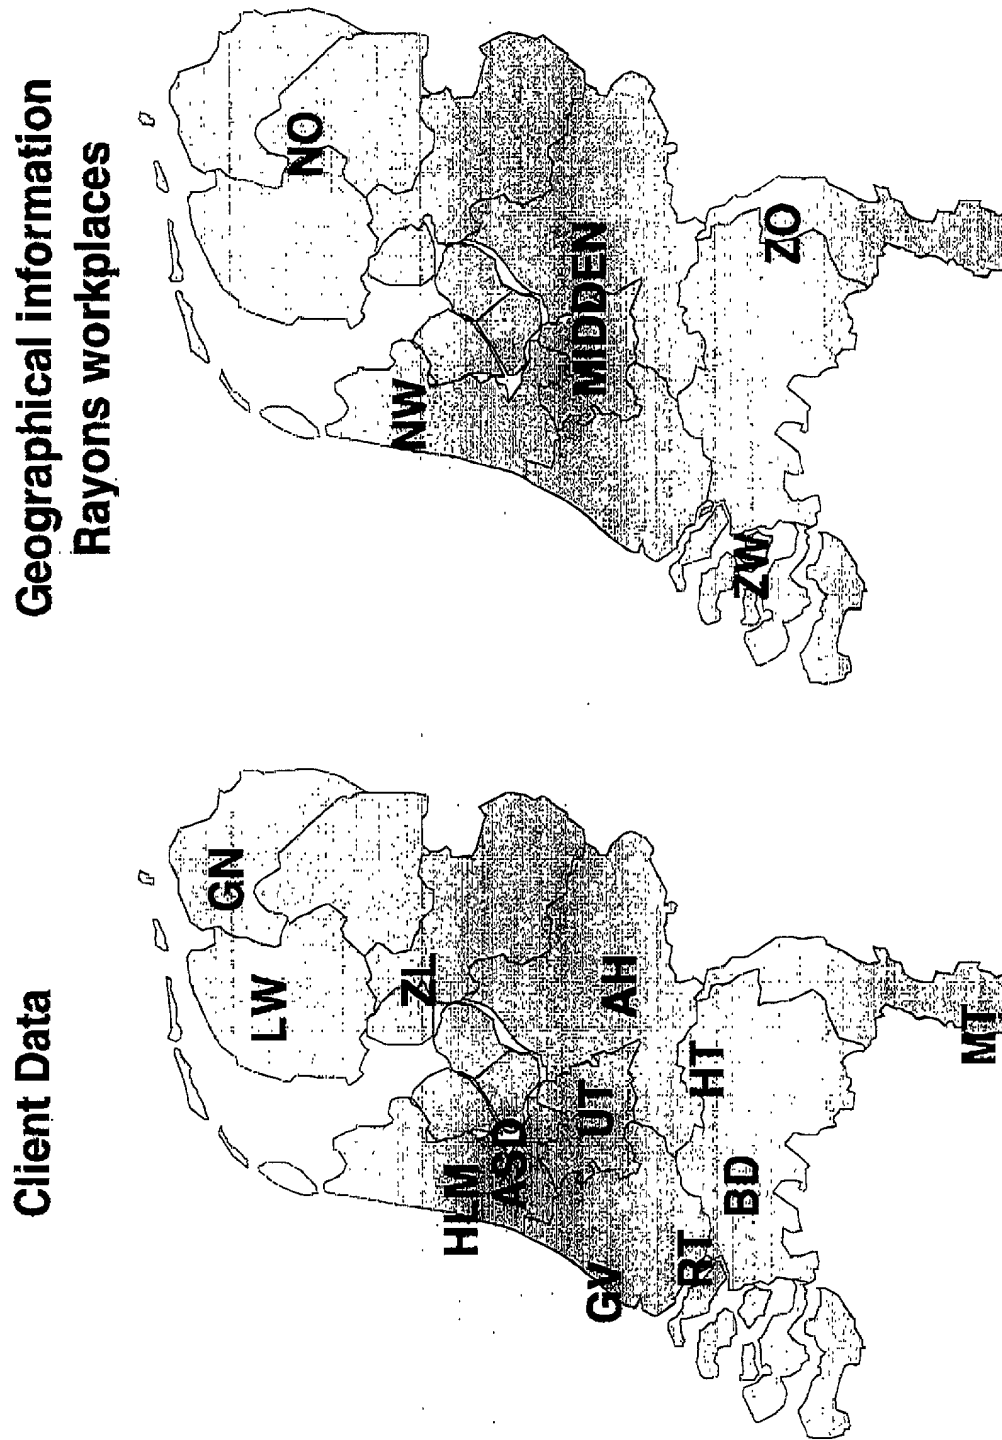 Client Data
GN
LW
ZL
HLM
ASD
UT
AH
GV
RT
BD
HT
MT
Geographical information
Rayons workplaces
NO
NW
MIDDEN
ZW
ZO